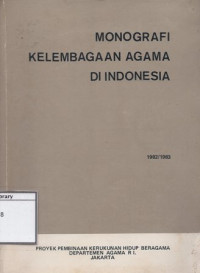 MONOGRAFI
KELEMBAGAAN AGAMA
DI INDONESIA
1982/1983
PROYEK PEMBINAAN KERUKUNAN HIDUP BERAGAMA
DEPARTEMEN AGAMA R I.
JAKARTA